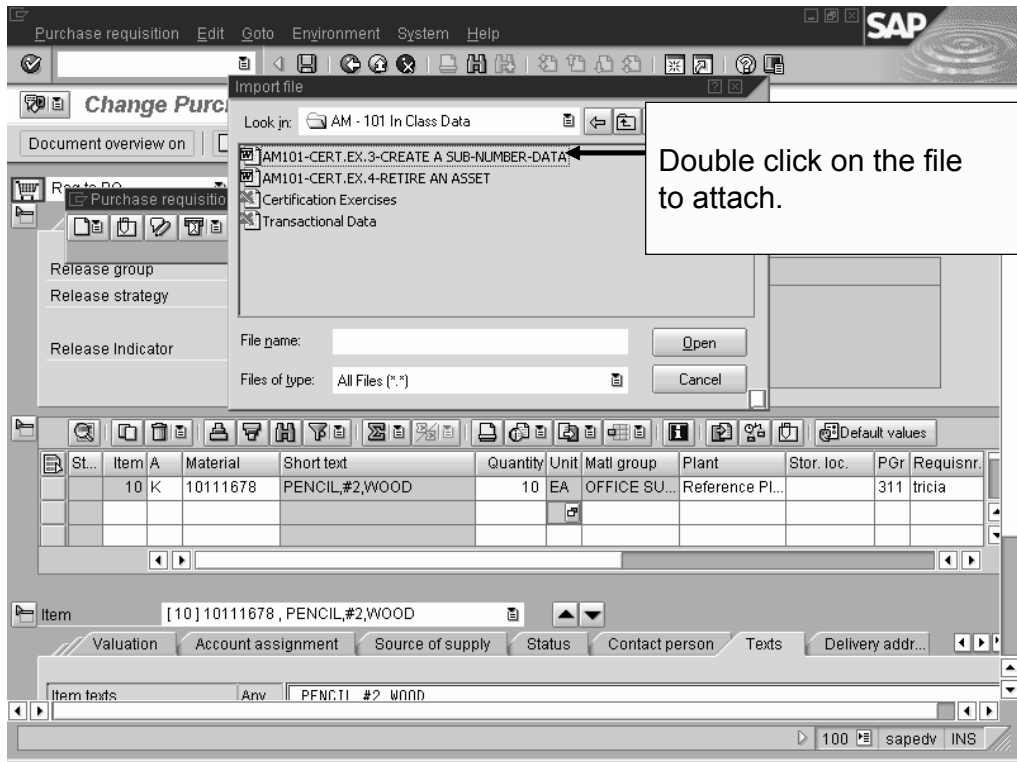 Purchase requisition Edit Goto Environment System Help
SAP
Change Purc
Document overview on
Import file
Look in: AM - 101 In Class Data
AM101-CERT.EX.3-CREATE A SUB-NUMBER-DATA
AM101-CERT.EX.4-RETIRE AN ASSET
Certification Exercises
Transactional Data
Double click on the file
to attach.
Purchase requisitio
Release group
Release strategy
Release Indicator
File name: Open
Files of type: All Files (*.*) Cancel
Default values
St... Item A Material Short text Quantity Unit Matl group Plant Stor. loc. PGr Requisnr.
10 K 10111678 PENCIL,#2,WOOD 10 EA OFFICE SU... Reference Pl... 311 tricia
Item [ 10 ] 10111678 , PENCIL,#2,WOOD
Valuation Account assignment Source of supply Status Contact person Texts Delivery addr...
Item texts Any PENCIL,#2,WOOD
100 sapedv INS